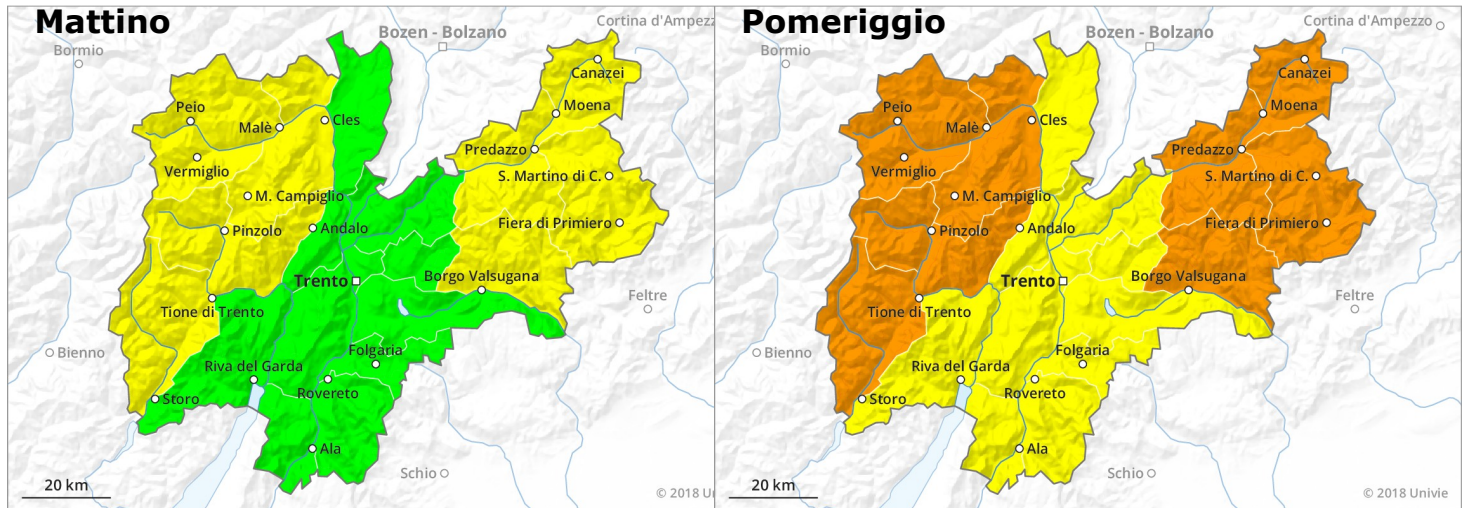 Mattino
Cortina d'Ampezz
Bozen - Bolzano
Bormio
Canazei
Peio
Moena
Malè
Cles
Predazzo
Vermiglio
S. Martino di C.
M. Campiglio
Pinzolo
Andalo
Fiera di Primiero
Trento
Borgo Valsugana
Tione di Trento
Feltre
Bienno
Folgaria
Riva del Garda
Rovereto
Storo
Ala
Schio
20 km
© 2018 Un
Pomeriggio
Cortina d'Ampezzo
Bozen - Bolzano
Bormio
Canazei
Peio
Moena
Malè
Cles
Predazzo
Vermiglio
S. Martino di C.
M. Campiglio
Pinzolo
Andalo
Fiera di Primiero
Trento
Borgo Valsugana
Tione di Trento
Feltre
Bienno
Folgaria
Riva del Garda
Rovereto
Storo
Ala
Schio
20 km
© 2018 Univie